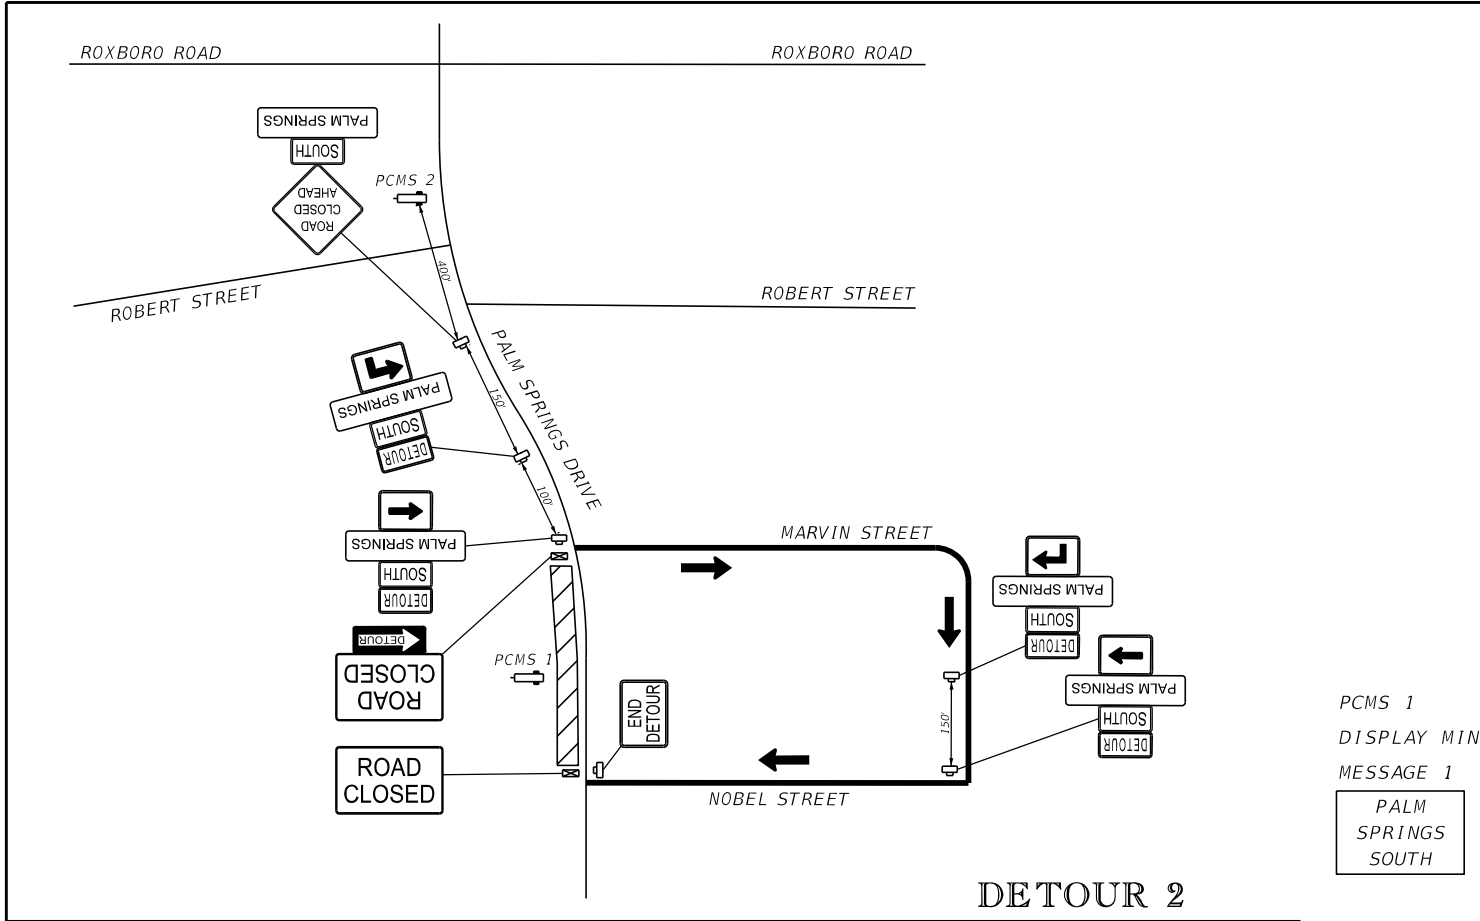 ROXBORO ROAD
ROXBORO ROAD
PALM SPRINGS
SOUTH
ROAD
CLOSED
AHEAD
PCMS 2
400'
ROBERT STREET
ROBERT STREET
PALM SPRINGS DRIVE
150'
DETOUR
SOUTH
PALM SPRINGS
100'
DETOUR
SOUTH
PALM SPRINGS
MARVIN STREET
ROAD
CLOSED
DETOUR
PCMS 1
END
DETOUR
ROAD
CLOSED
NOBEL STREET
DETOUR
SOUTH
PALM SPRINGS
150'
DETOUR
SOUTH
PALM SPRINGS
PCMS 1
DISPLAY MIN
MESSAGE 1
PALM
SPRINGS
SOUTH
DETOUR 2